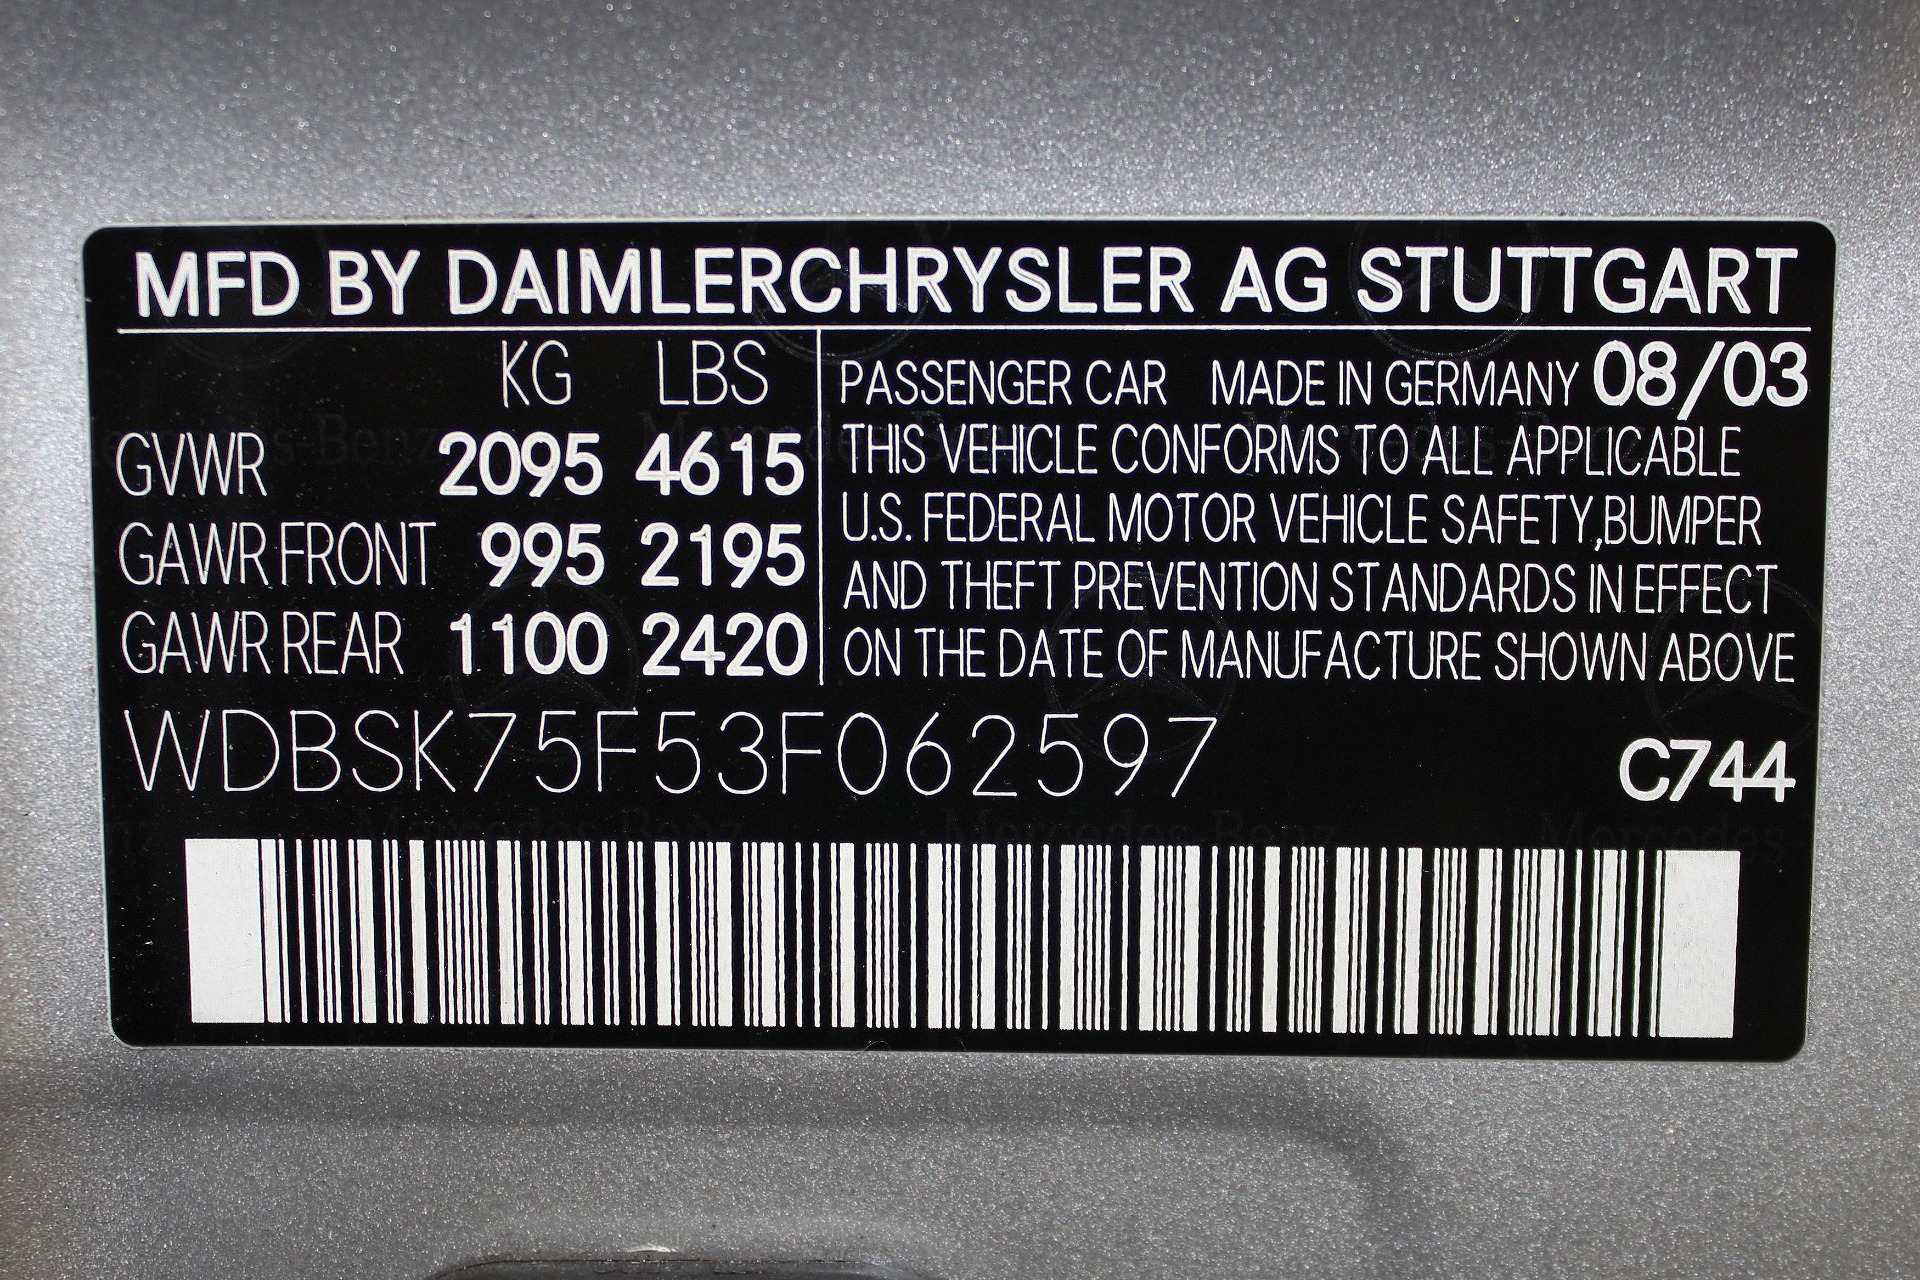 MFD BY DAIMLERCHRYSLER AG STUTTGART
KG LBS
GVWR 2095 4615
GAWR FRONT 995 2195
GAWR REAR 1100 2420
PASSENGER CAR MADE IN GERMANY 08/03
THIS VEHICLE CONFORMS TO ALL APPLICABLE
U.S. FEDERAL MOTOR VEHICLE SAFETY,BUMPER
AND THEFT PREVENTION STANDARDS IN EFFECT
ON THE DATE OF MANUFACTURE SHOWN ABOVE
WDBSK75F53F062597
C744